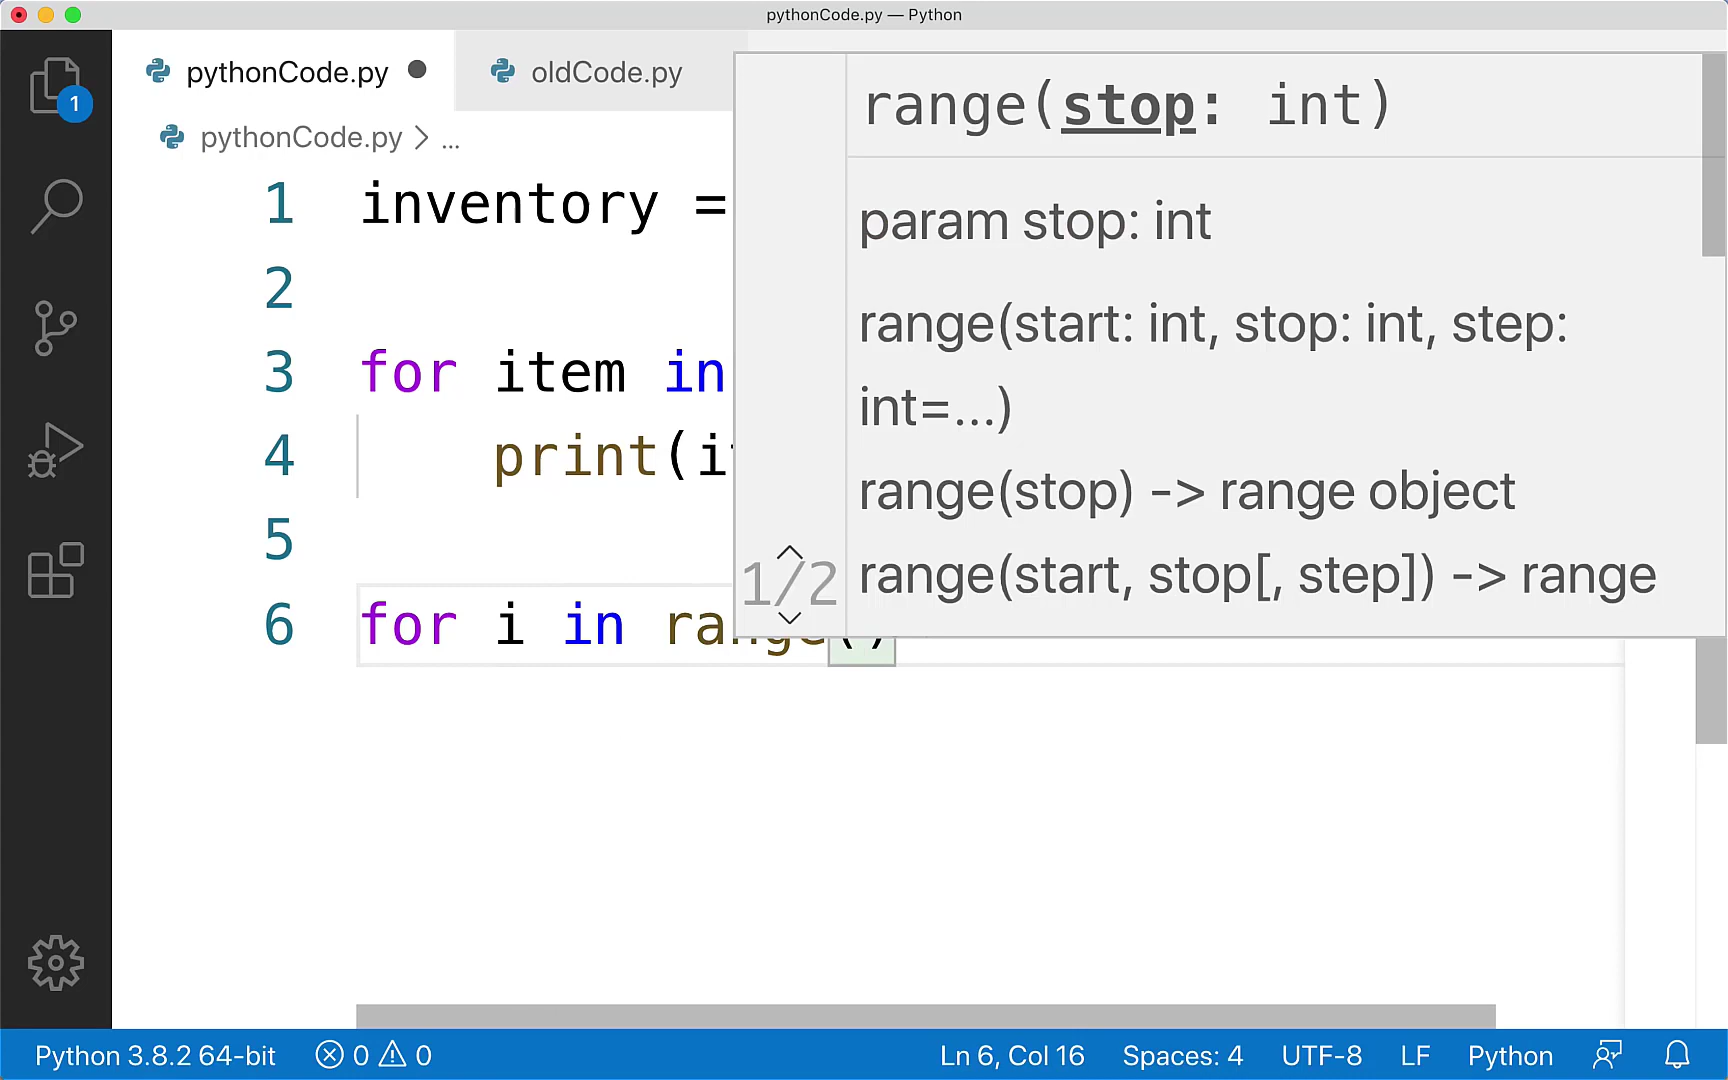 pythonCode.py — Python
pythonCode.py
oldCode.py
1
pythonCode.py > ...
range(stop: int)
param stop: int
range(start: int, stop: int, step:
int=...)
range(stop) -> range object
range(start, stop[, step]) -> range
1/2
1 inventory =
2
3 for item in
4 print(it
5
6 for i in range()
Python 3.8.2 64-bit 0 0 Ln 6, Col 16 Spaces: 4 UTF-8 LF Python